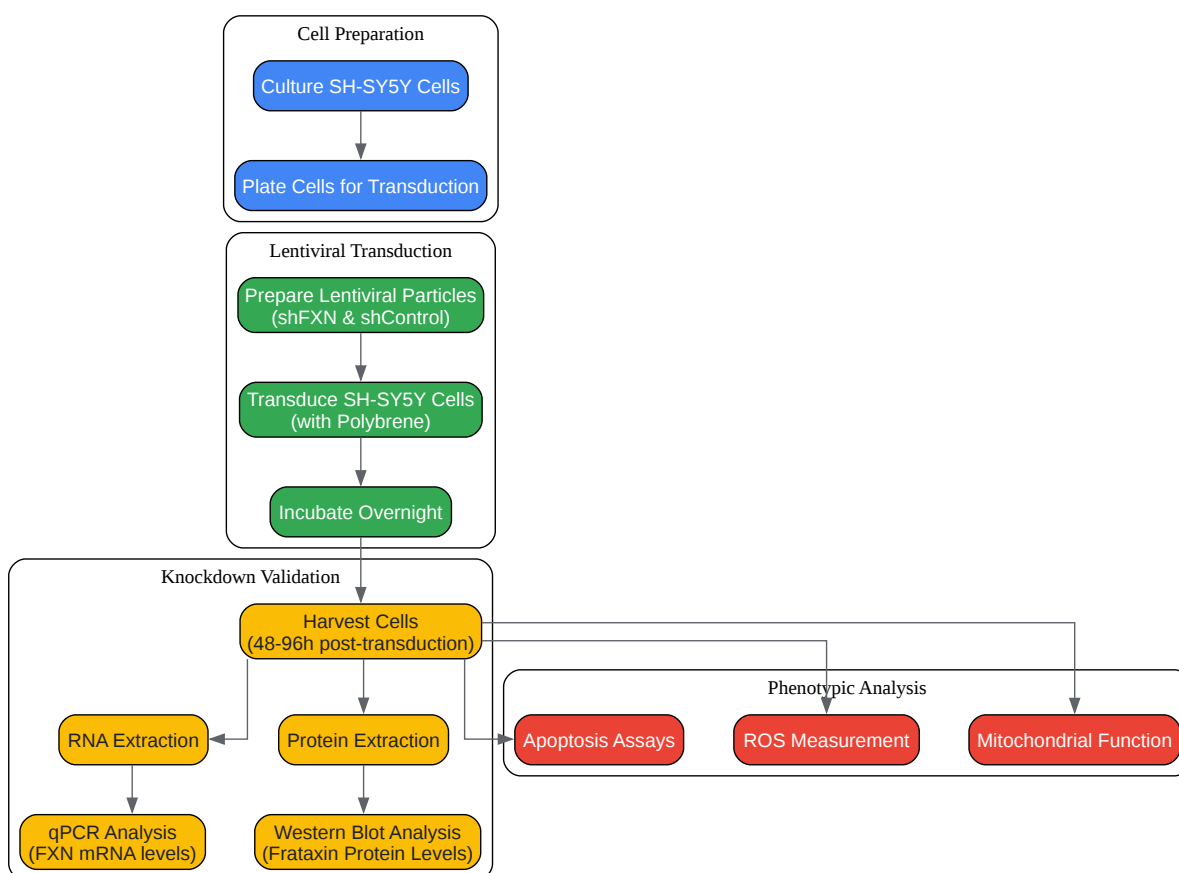 Cell Preparation
Culture SH-SY5Y Cells
Plate Cells for Transduction
Lentiviral Transduction
Prepare Lentiviral Particles
(shFXN & shControl)
Transduce SH-SY5Y Cells
(with Polybrene)
Incubate Overnight
Knockdown Validation
Harvest Cells
(48-96h post-transduction)
RNA Extraction
Protein Extraction
qPCR Analysis
(FXN mRNA levels)
Western Blot Analysis
(Frataxin Protein Levels)
Phenotypic Analysis
Apoptosis Assays
ROS Measurement
Mitochondrial Function